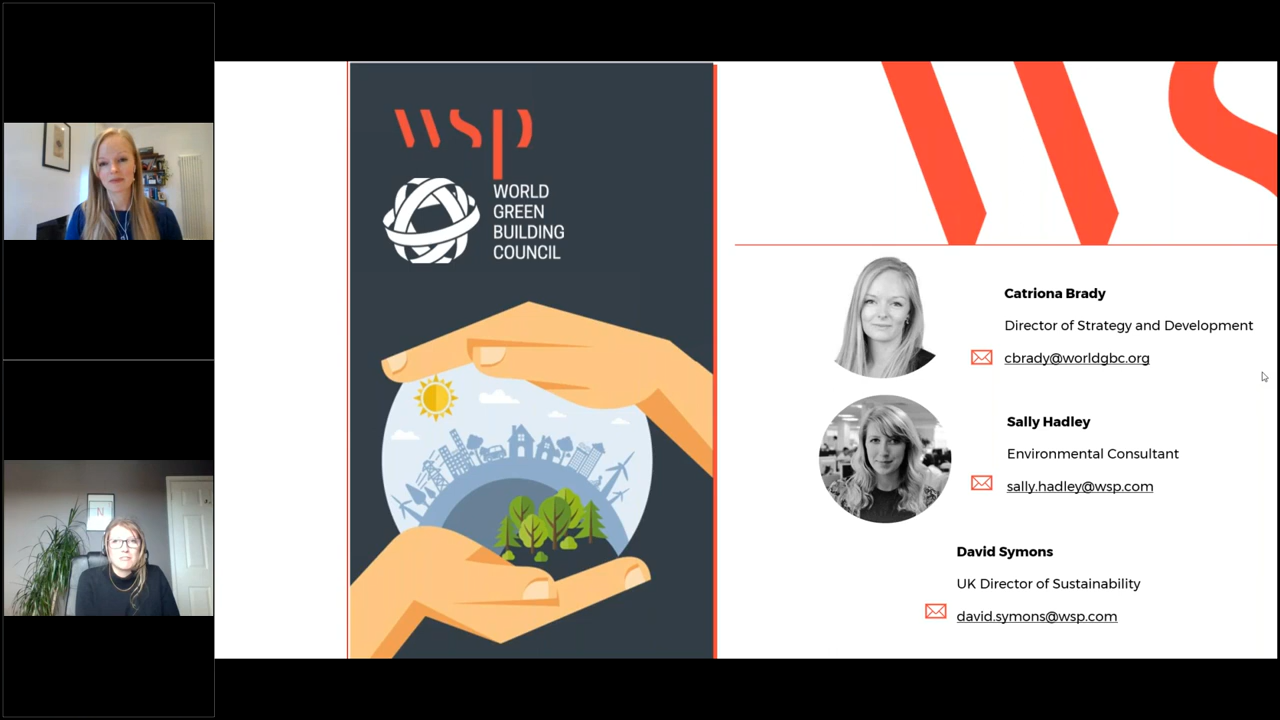 wsp
WORLD
GREEN
BUILDING
COUNCIL
WS
Catriona Brady
Director of Strategy and Development
cbrady@worldgbc.org
Sally Hadley
Environmental Consultant
sally.hadley@wsp.com
David Symons
UK Director of Sustainability
david.symons@wsp.com
N